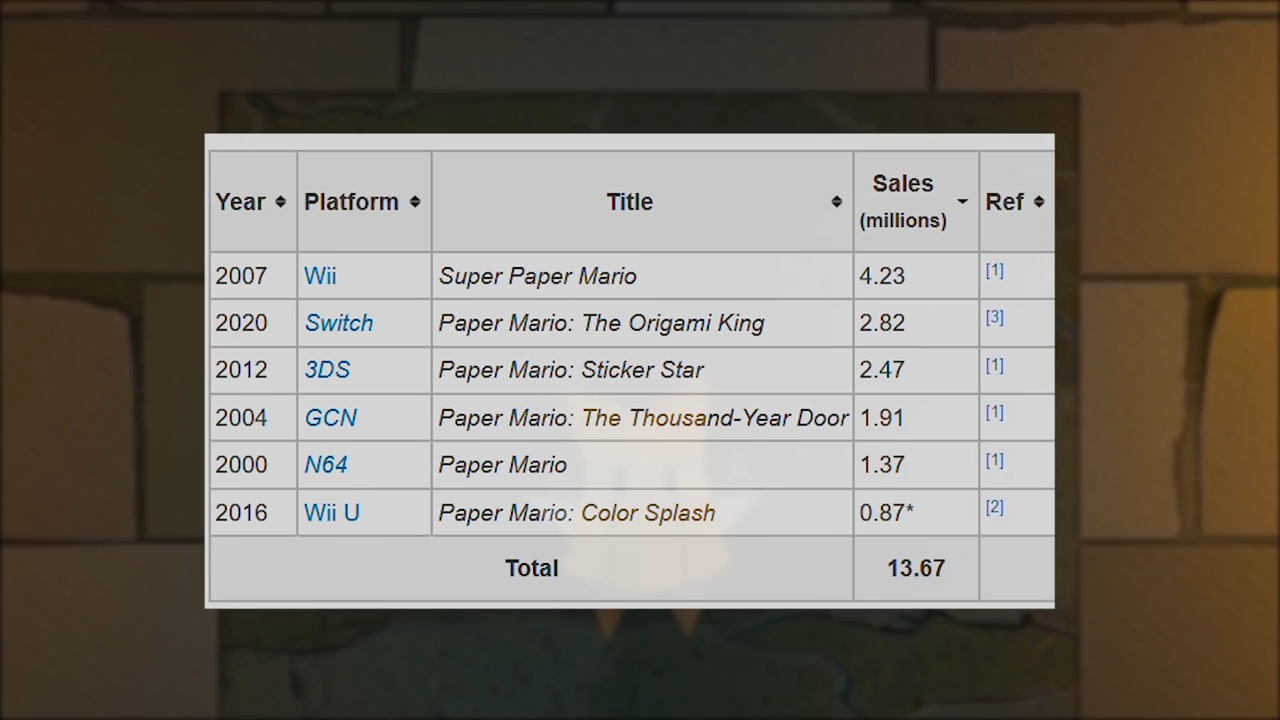 Year Platform Title Sales (millions) Ref
2007 Wii Super Paper Mario 4.23 [1]
2020 Switch Paper Mario: The Origami King 2.82 [3]
2012 3DS Paper Mario: Sticker Star 2.47 [1]
2004 GCN Paper Mario: The Thousand-Year Door 1.91 [1]
2000 N64 Paper Mario 1.37 [1]
2016 Wii U Paper Mario: Color Splash 0.87* [2]
Total 13.67